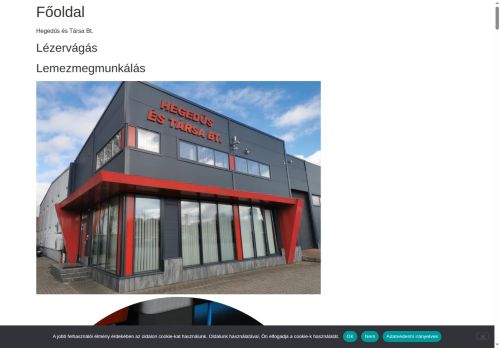 Főoldal
Hegedűs és Társa Bt.
Lézervágás
Lemezmegmunkálás
HEGEDŰS
ÉS TÁRSA BT.
A jobb felhasználói élmény érdekében az oldalon cookie-kat használunk. Oldalunk használatával, Ön elfogadja a cookie-k használatát.
OK
Nem
Adatvédelmi irányelvek